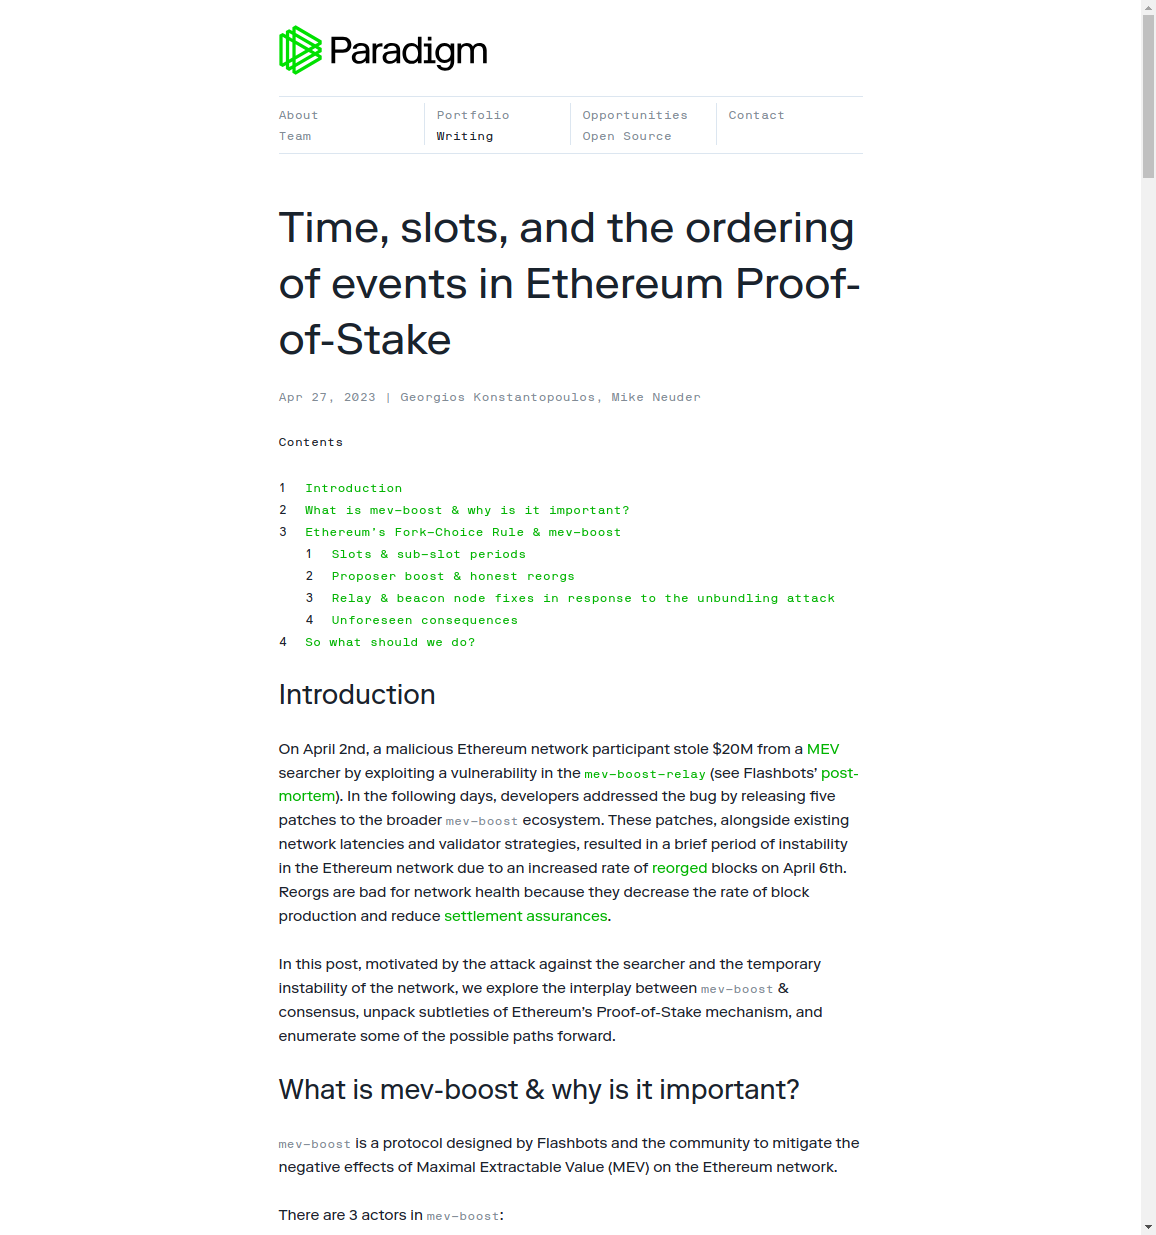 Paradigm
About
Team
Portfolio
Writing
Opportunities
Open Source
Contact
Time, slots, and the ordering
of events in Ethereum Proof-
of-Stake
Apr 27, 2023 | Georgios Konstantopoulos, Mike Neuder
Contents
1 Introduction
2 What is mev-boost & why is it important?
3 Ethereum's Fork-Choice Rule & mev-boost
1 Slots & sub-slot periods
2 Proposer boost & honest reorgs
3 Relay & beacon node fixes in response to the unbundling attack
4 Unforeseen consequences
4 So what should we do?
Introduction
On April 2nd, a malicious Ethereum network participant stole $20M from a MEV
searcher by exploiting a vulnerability in the mev-boost-relay (see Flashbots’ post-
mortem). In the following days, developers addressed the bug by releasing five
patches to the broader mev-boost ecosystem. These patches, alongside existing
network latencies and validator strategies, resulted in a brief period of instability
in the Ethereum network due to an increased rate of reorged blocks on April 6th.
Reorgs are bad for network health because they decrease the rate of block
production and reduce settlement assurances.
In this post, motivated by the attack against the searcher and the temporary
instability of the network, we explore the interplay between mev-boost &
consensus, unpack subtleties of Ethereum’s Proof-of-Stake mechanism, and
enumerate some of the possible paths forward.
What is mev-boost & why is it important?
mev-boost is a protocol designed by Flashbots and the community to mitigate the
negative effects of Maximal Extractable Value (MEV) on the Ethereum network.
There are 3 actors in mev-boost: